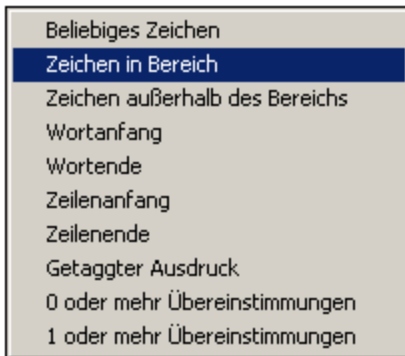 Beliebiges Zeichen
Zeichen in Bereich
Zeichen außerhalb des Bereichs
Wortanfang
Wortende
Zeilenanfang
Zeilenende
Getaggter Ausdruck
0 oder mehr Übereinstimmungen
1 oder mehr Übereinstimmungen